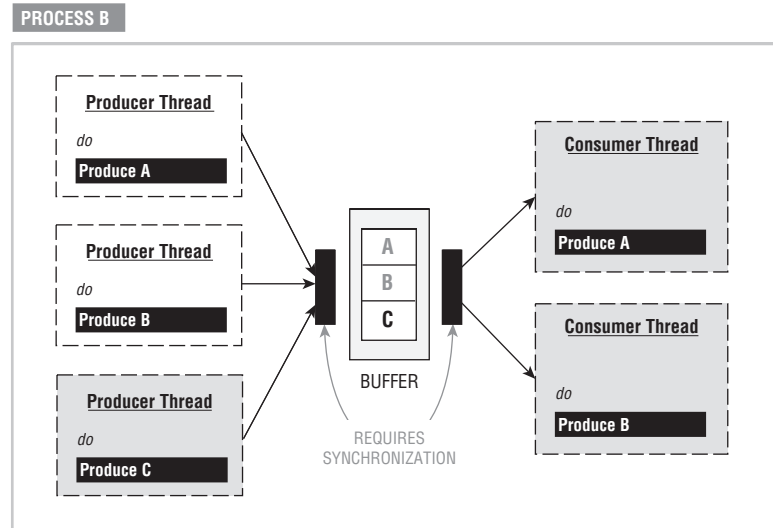 PROCESS B
Producer Thread
do
Produce A
Producer Thread
do
Produce B
Producer Thread
do
Produce C
A
B
C
BUFFER
REQUIRES
SYNCHRONIZATION
Consumer Thread
do
Produce A
Consumer Thread
do
Produce B